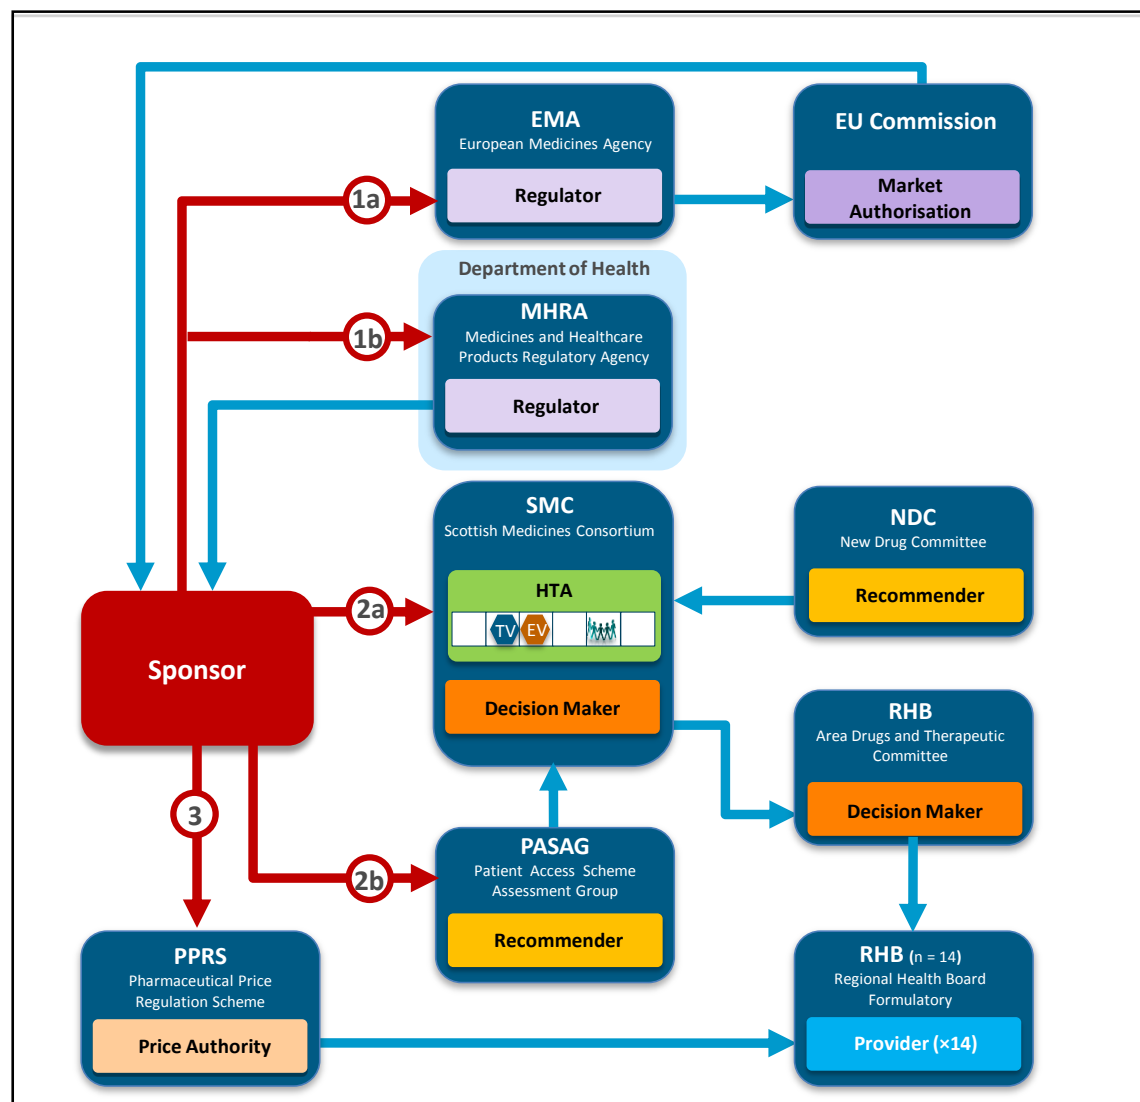 EMA
European Medicines Agency
Regulator
EU Commission
Market
Authorisation
1a
Department of Health
MHRA
Medicines and Healthcare
Products Regulatory Agency
Regulator
1b
SMC
Scottish Medicines Consortium
HTA
TV
EV
Decision Maker
NDC
New Drug Committee
Recommender
2a
Sponsor
RHB
Area Drugs and Therapeutic
Committee
Decision Maker
3
2b
PASAG
Patient Access Scheme
Assessment Group
Recommender
PPRS
Pharmaceutical Price
Regulation Scheme
Price Authority
RHB (n = 14)
Regional Health Board
Formulatory
Provider (×14)